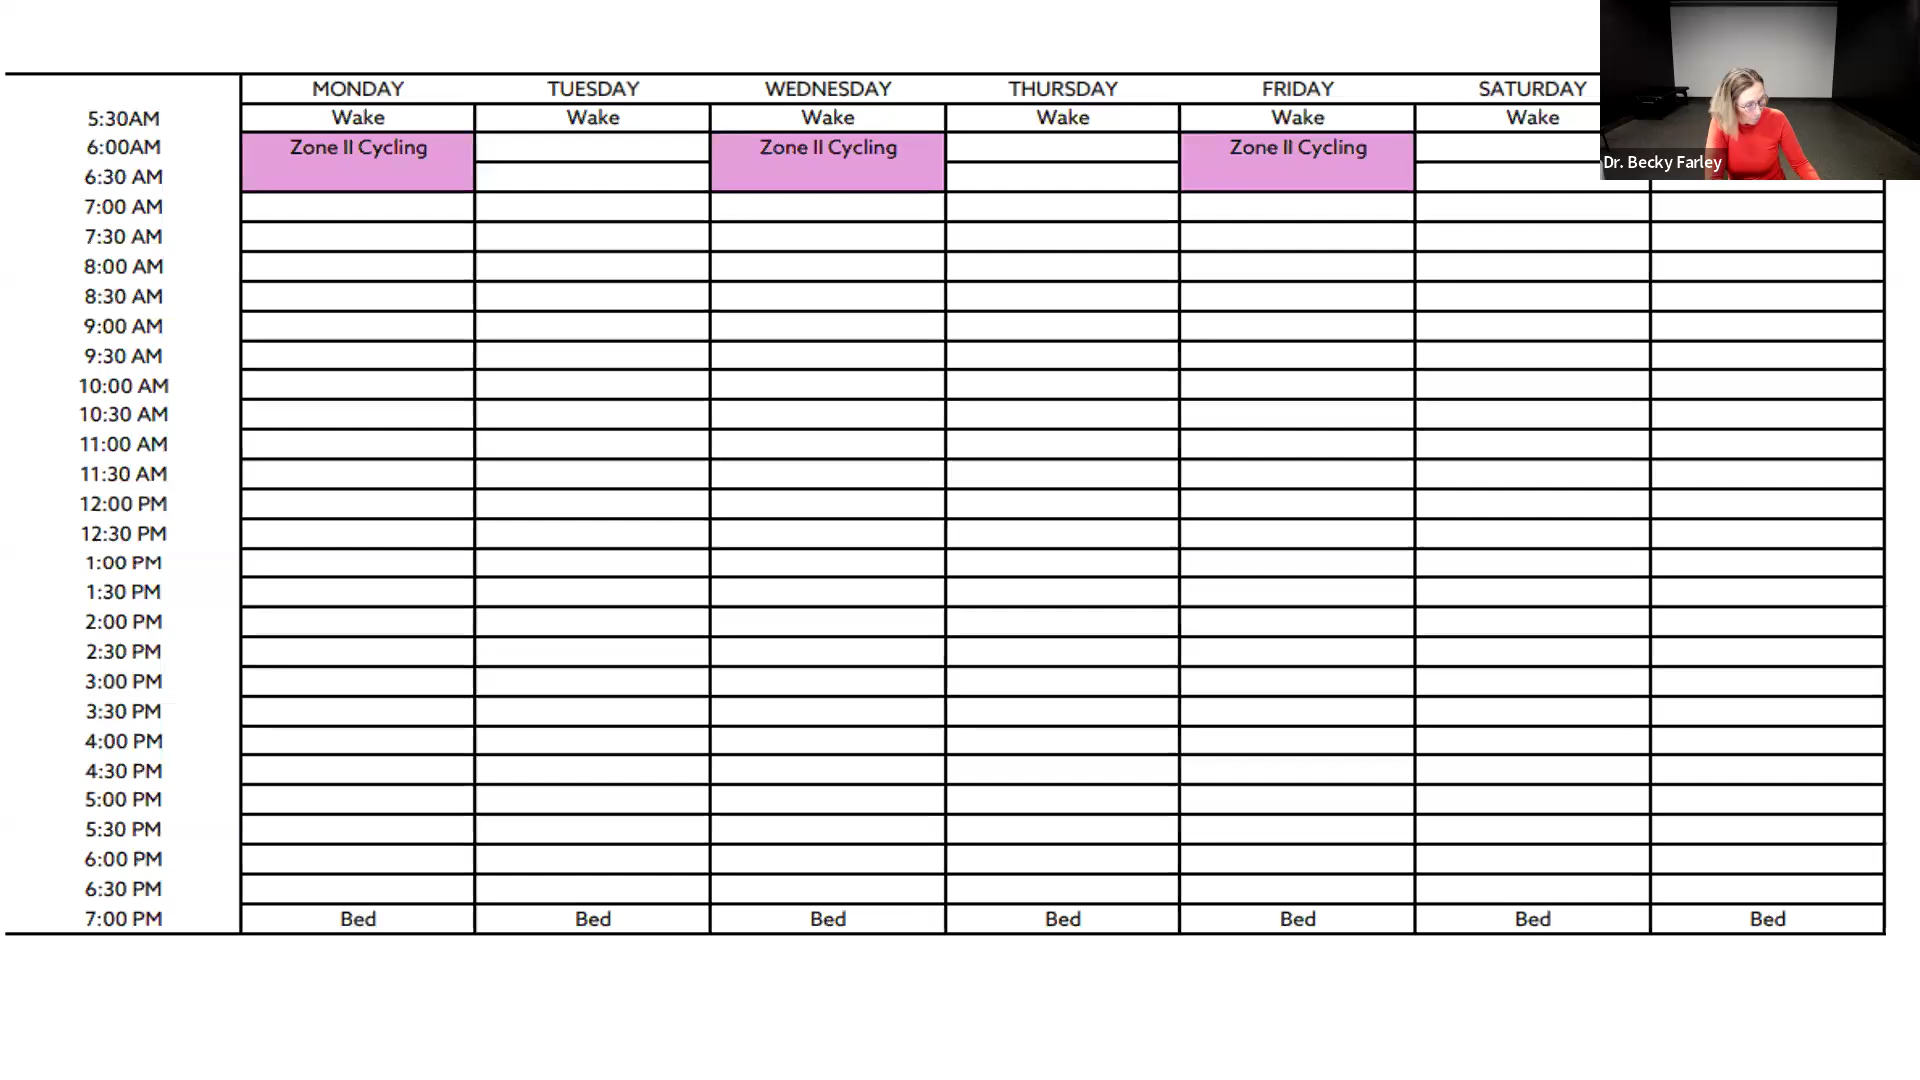 MONDAY TUESDAY WEDNESDAY THURSDAY FRIDAY SATURDAY
5:30AM Wake Wake Wake Wake Wake Wake
6:00AM Zone II Cycling Zone II Cycling Zone II Cycling
6:30 AM
Dr. Becky Farley
7:00 AM
7:30 AM
8:00 AM
8:30 AM
9:00 AM
9:30 AM
10:00 AM
10:30 AM
11:00 AM
11:30 AM
12:00 PM
12:30 PM
1:00 PM
1:30 PM
2:00 PM
2:30 PM
3:00 PM
3:30 PM
4:00 PM
4:30 PM
5:00 PM
5:30 PM
6:00 PM
6:30 PM
7:00 PM Bed Bed Bed Bed Bed Bed Bed